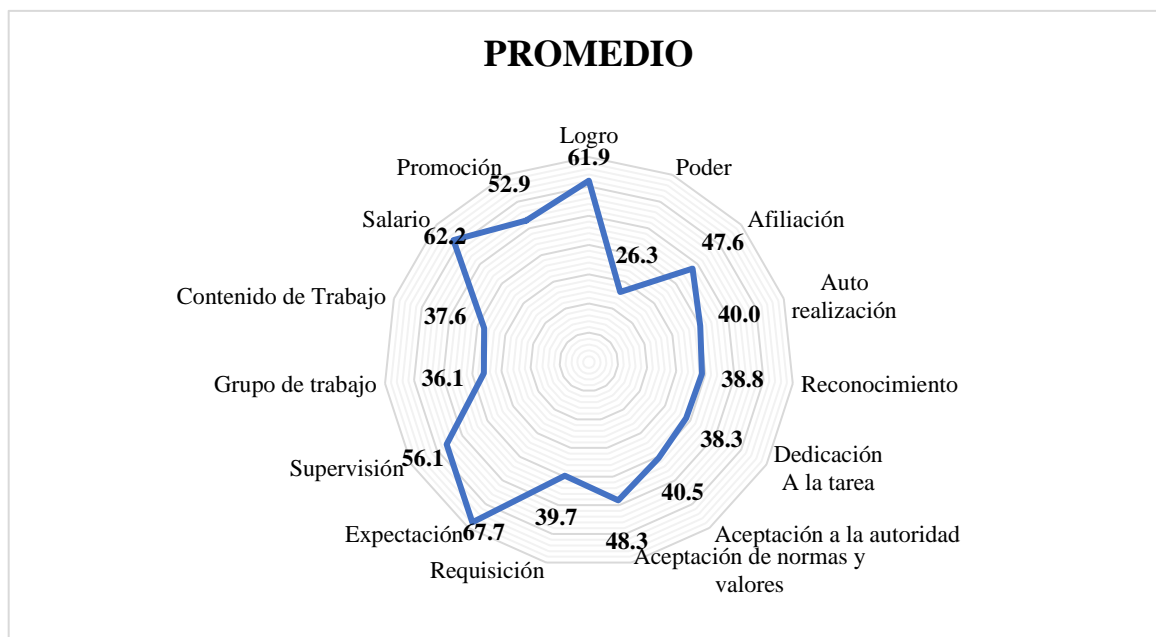 PROMEDIO
Logro
61.9
Poder
26.3
Afiliación
47.6
Auto
realización
40.0
Reconocimiento
38.8
Dedicación
A la tarea
38.3
Aceptación a la autoridad
40.5
Aceptación de normas y
valores
48.3
Requisición
39.7
Expectación
67.7
Supervisión
56.1
Grupo de trabajo
36.1
Contenido de Trabajo
37.6
Salario
62.2
Promoción
52.9